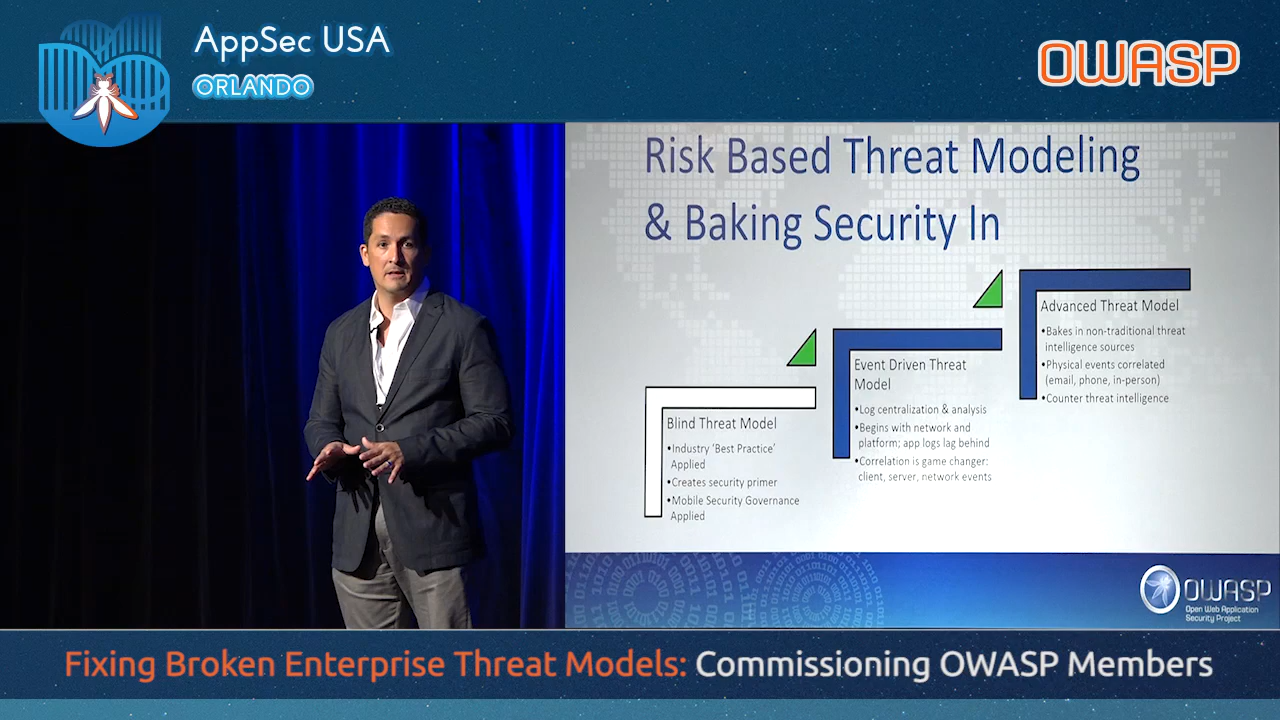 AppSec USA
ORLANDO
OWASP
Risk Based Threat Modeling
& Baking Security In
Blind Threat Model
•Industry ‘Best Practice’
Applied
•Creates security primer
•Mobile Security Governance
Applied
Event Driven Threat
Model
•Log centralization & analysis
•Begins with network and
platform; app logs lag behind
•Correlation is game changer:
client, server, network events
Advanced Threat Model
•Bakes in non-traditional threat
intelligence sources
•Physical events correlated
(email, phone, in-person)
•Counter threat intelligence
OWASP
Open Web Application
Security Project
Fixing Broken Enterprise Threat Models: Commissioning OWASP Members